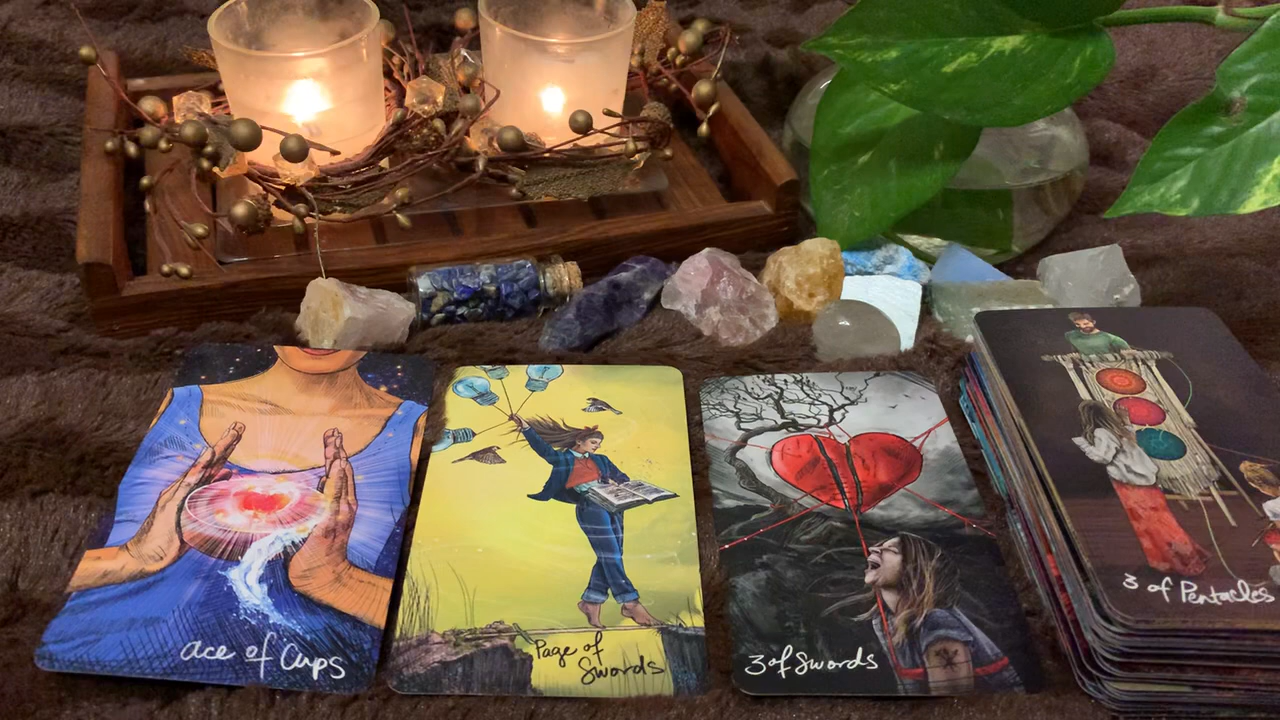 ace of Cups
Page of
Swords
3 of Swords
3 of Pentacles